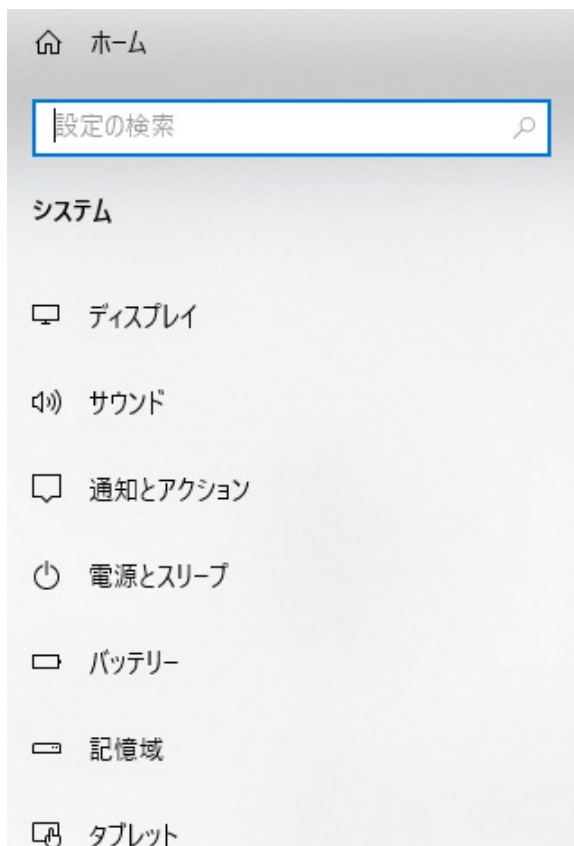 ホーム
設定の検索
システム
ディスプレイ
サウンド
通知とアクション
電源とスリープ
バッテリー
記憶域
タブレット